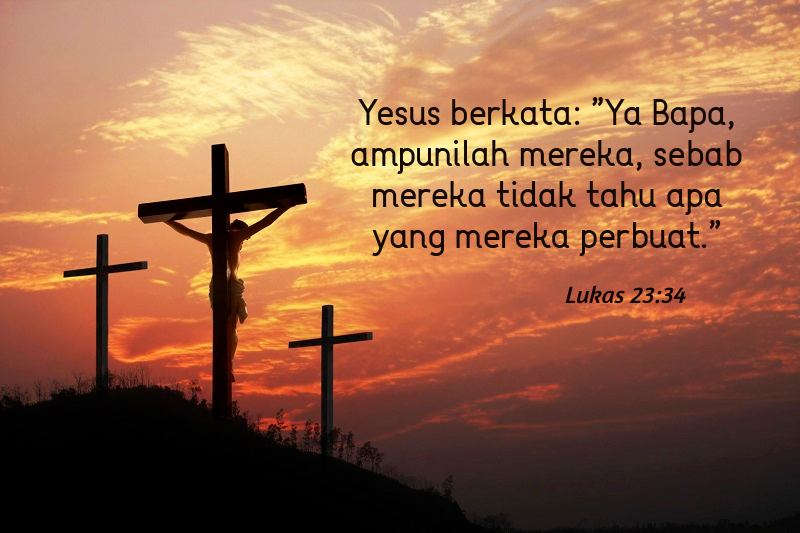 Yesus berkata: "Ya Bapa,
ampunilah mereka, sebab
mereka tidak tahu apa
yang mereka perbuat."
Lukas 23:34